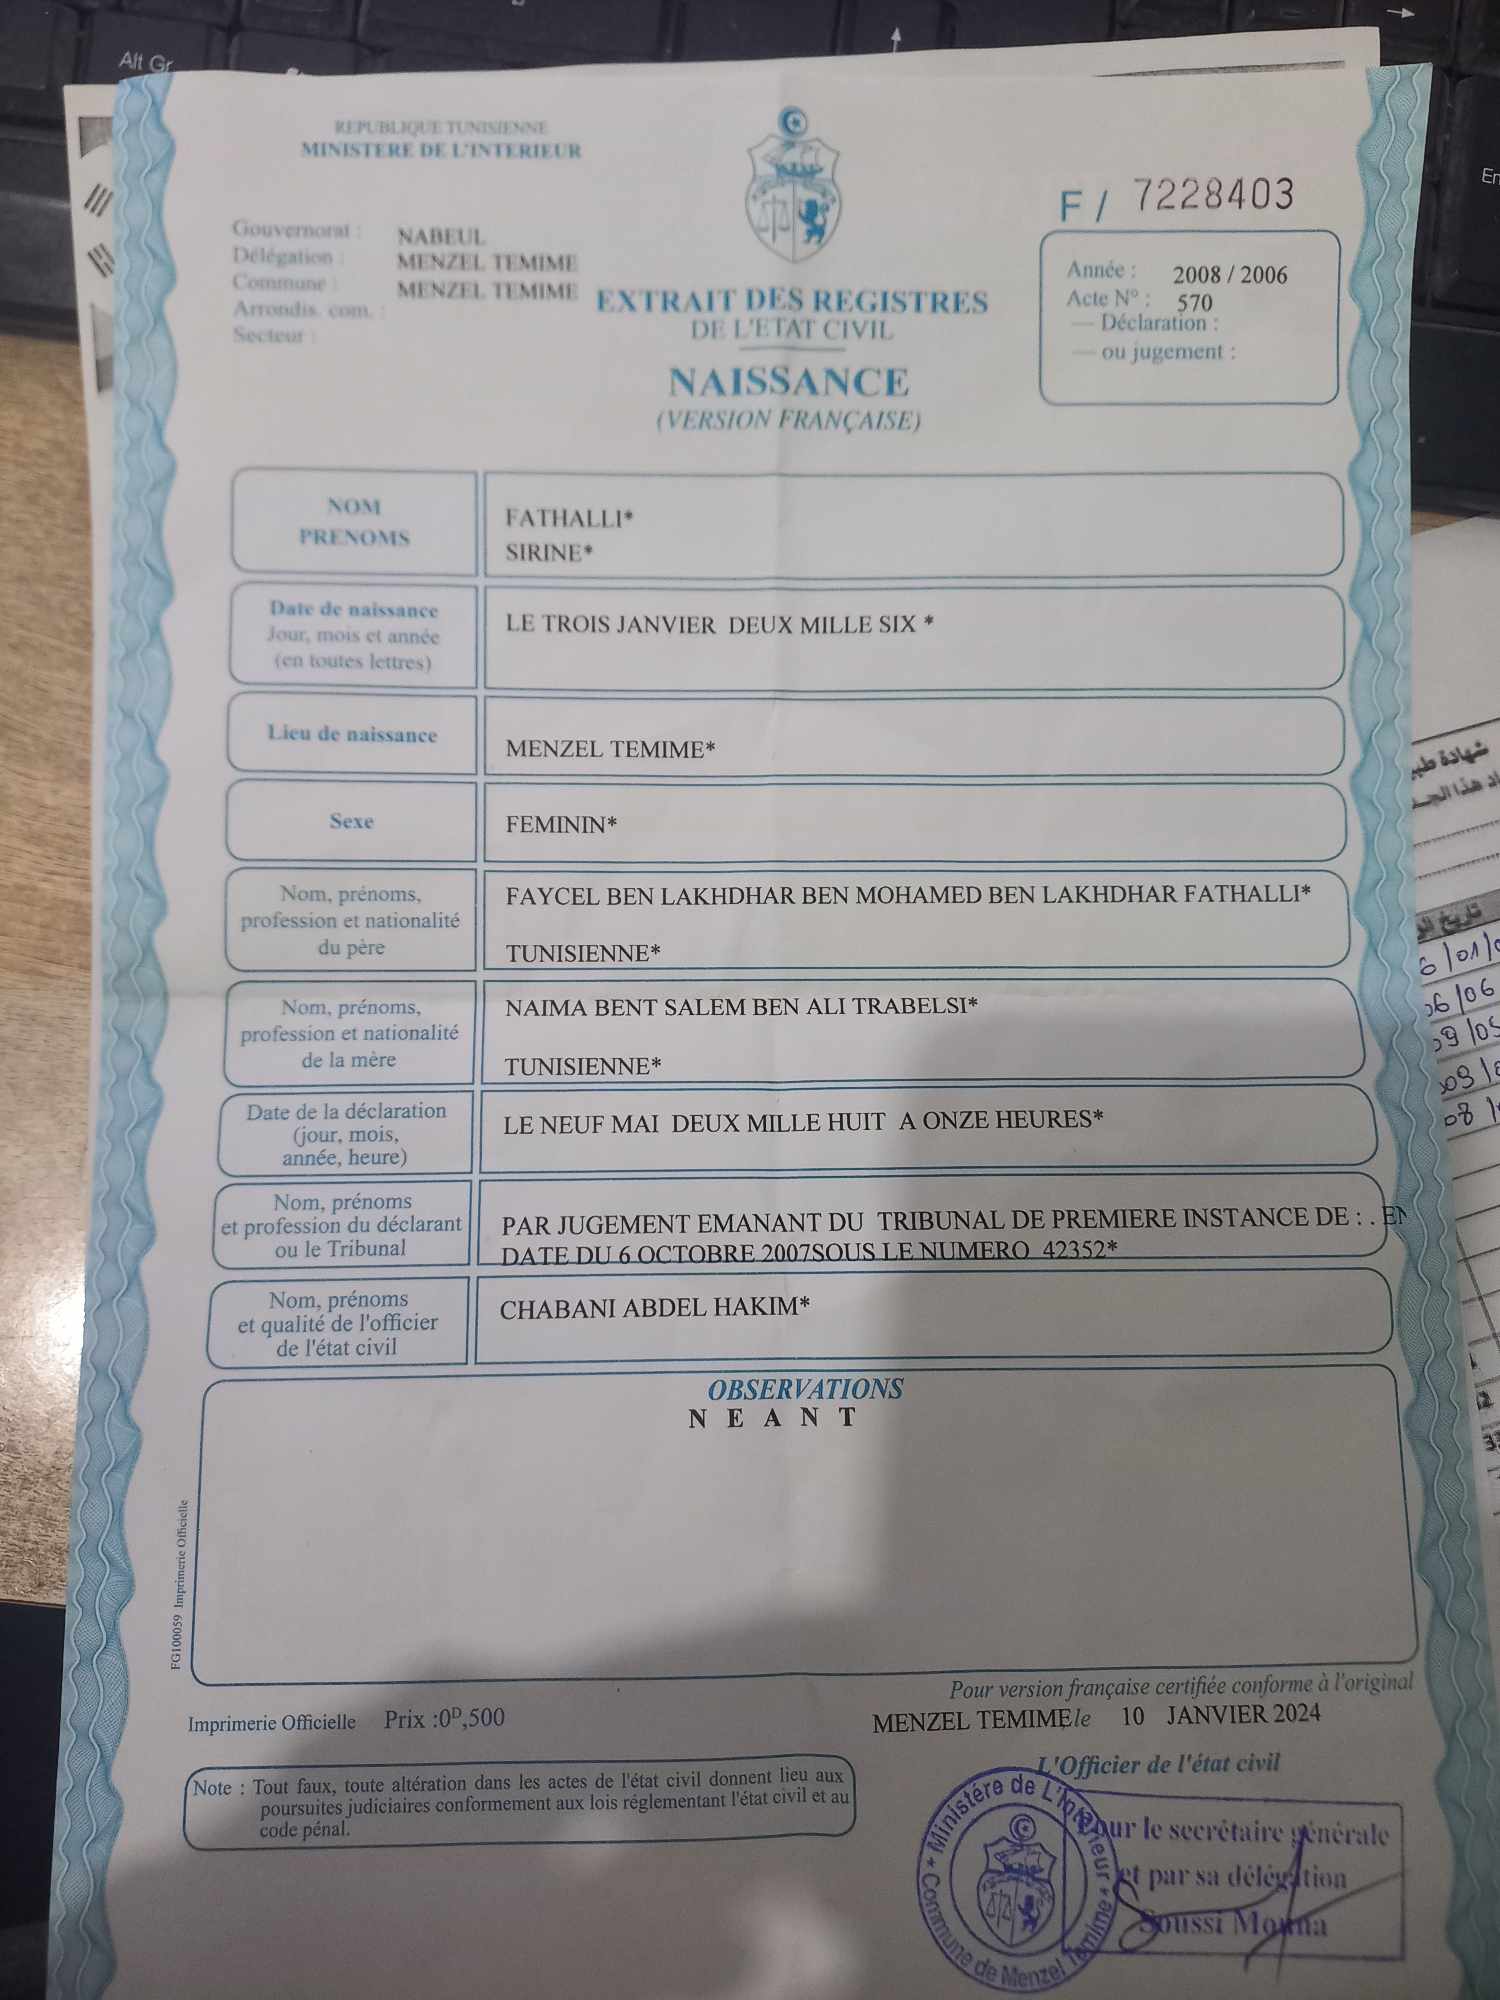 Alt Gr
REPUBLIQUE TUNISIENNE
MINISTERE DE L'INTERIEUR
Gouvernorat : NABEUL
Délégation : MENZEL TEMIME
Commune : MENZEL TEMIME
Arrondis. com. :
Secteur :
F / 7228403
Année : 2008 / 2006
Acte N° : 570
— Déclaration :
— ou jugement :
EXTRAIT DES REGISTRES
DE L'ETAT CIVIL
NAISSANCE
(VERSION FRANÇAISE)
NOM
PRENOMS
FATHALLI*
SIRINE*
Date de naissance
Jour, mois et année
(en toutes lettres)
LE TROIS JANVIER DEUX MILLE SIX *
Lieu de naissance
MENZEL TEMIME*
Sexe
FEMININ*
Nom, prénoms,
profession et nationalité
du père
FAYCEL BEN LAKHDHAR BEN MOHAMED BEN LAKHDHAR FATHALLI*
TUNISIENNE*
Nom, prénoms,
profession et nationalité
de la mère
NAIMA BENT SALEM BEN ALI TRABELSI*
TUNISIENNE*
Date de la déclaration
(jour, mois,
année, heure)
LE NEUF MAI DEUX MILLE HUIT A ONZE HEURES*
Nom, prénoms
et profession du déclarant
ou le Tribunal
PAR JUGEMENT EMANANT DU TRIBUNAL DE PREMIERE INSTANCE DE : . EN
DATE DU 6 OCTOBRE 2007SOUS LE NUMERO 42352*
Nom, prénoms
et qualité de l'officier
de l'état civil
CHABANI ABDEL HAKIM*
OBSERVATIONS
N E A N T
FG100059 Imprimerie Officielle
Pour version française certifiée conforme à l'original
Imprimerie Officielle Prix :0D,500
MENZEL TEMIME le 10 JANVIER 2024
L'Officier de l'état civil
Note : Tout faux, toute altération dans les actes de l'état civil donnent lieu aux
poursuites judiciaires conformement aux lois réglementant l'état civil et au
code pénal.
* Ministére de L'Intérieur *
Commune de Menzel Temime
Pour le secrétaire générale
et par sa délégation
Soussi Mouna
شهادة
هذا
تاريخ